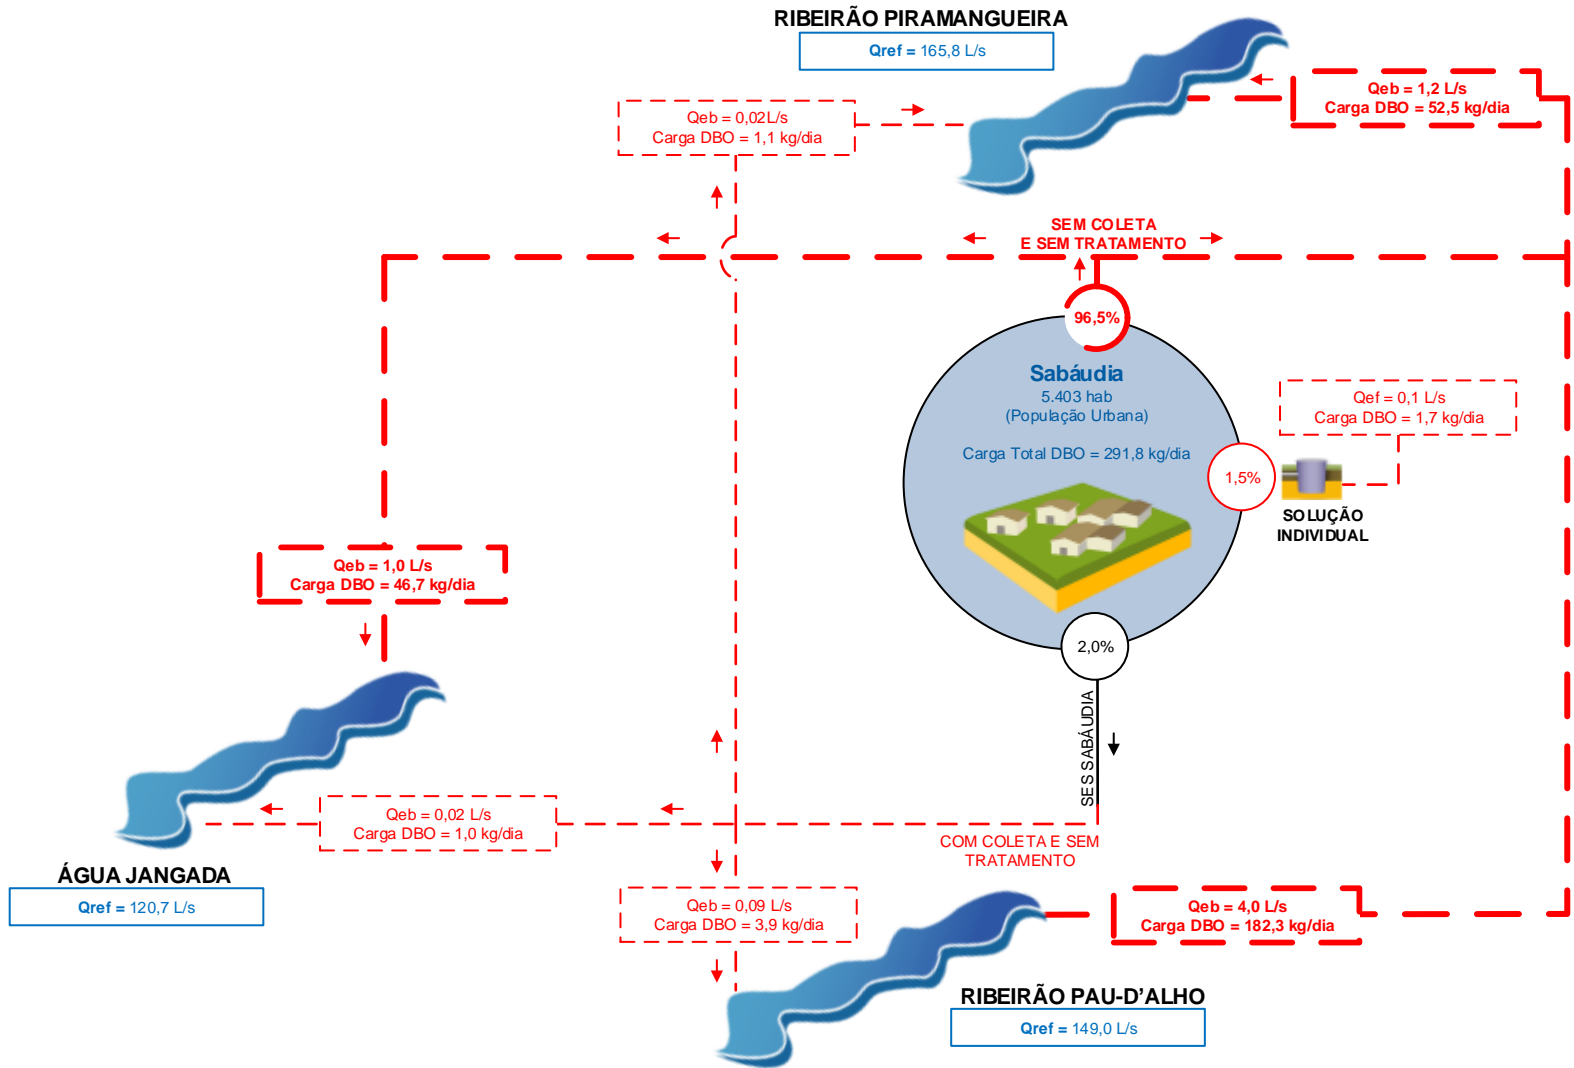 RIBEIRÃO PIRAMANGUEIRA
Qref = 165,8 L/s
Qeb = 1,2 L/s
Carga DBO = 52,5 kg/dia
Qeb = 0,02L/s
Carga DBO = 1,1 kg/dia
SEM COLETA
E SEM TRATAMENTO
96,5%
Sabáudia
5.403 hab
(População Urbana)
Carga Total DBO = 291,8 kg/dia
Qef = 0,1 L/s
Carga DBO = 1,7 kg/dia
1,5%
SOLUÇÃO
INDIVIDUAL
Qeb = 1,0 L/s
Carga DBO = 46,7 kg/dia
2,0%
SES SABÁUDIA
Qeb = 0,02 L/s
Carga DBO = 1,0 kg/dia
COM COLETA E SEM
TRATAMENTO
ÁGUA JANGADA
Qref = 120,7 L/s
Qeb = 0,09 L/s
Carga DBO = 3,9 kg/dia
Qeb = 4,0 L/s
Carga DBO = 182,3 kg/dia
RIBEIRÃO PAU-D’ALHO
Qref = 149,0 L/s